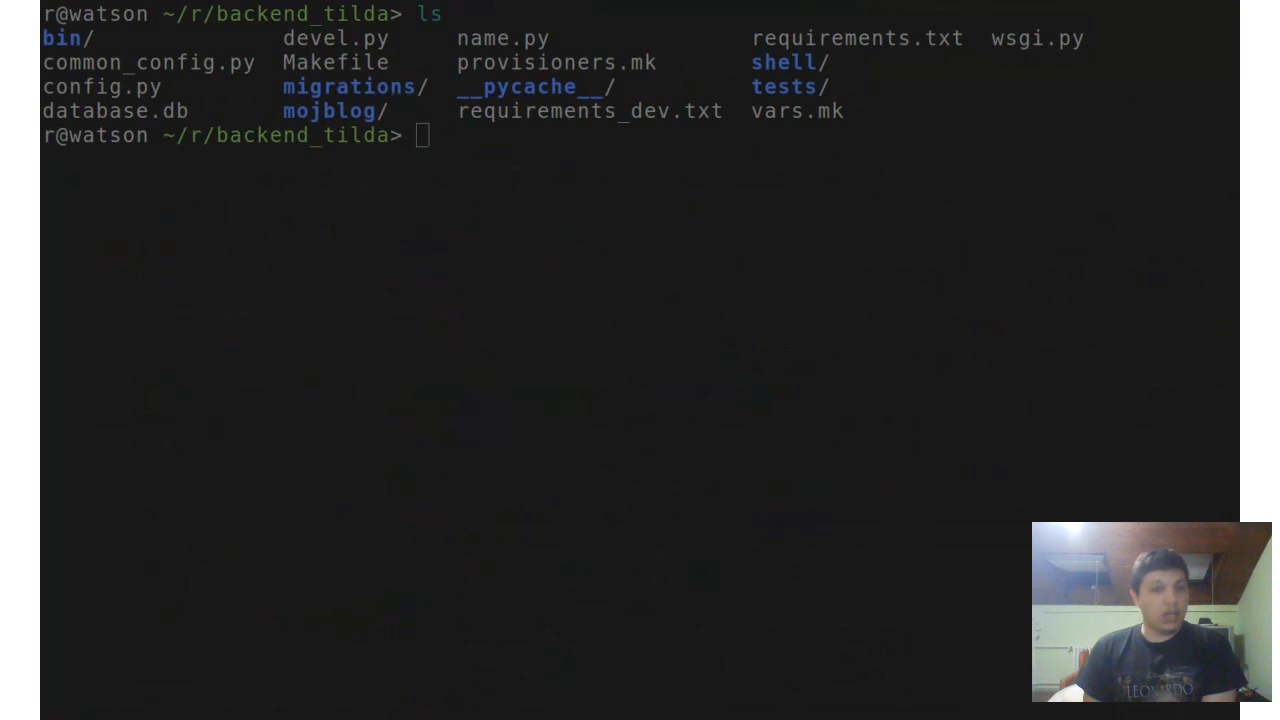 r@watson ~/r/backend_tilda> ls
bin/ devel.py name.py requirements.txt wsgi.py
common_config.py Makefile provisioners.mk shell/
config.py migrations/ __pycache__/ tests/
database.db mojblog/ requirements_dev.txt vars.mk
r@watson ~/r/backend_tilda>
LEONARDO